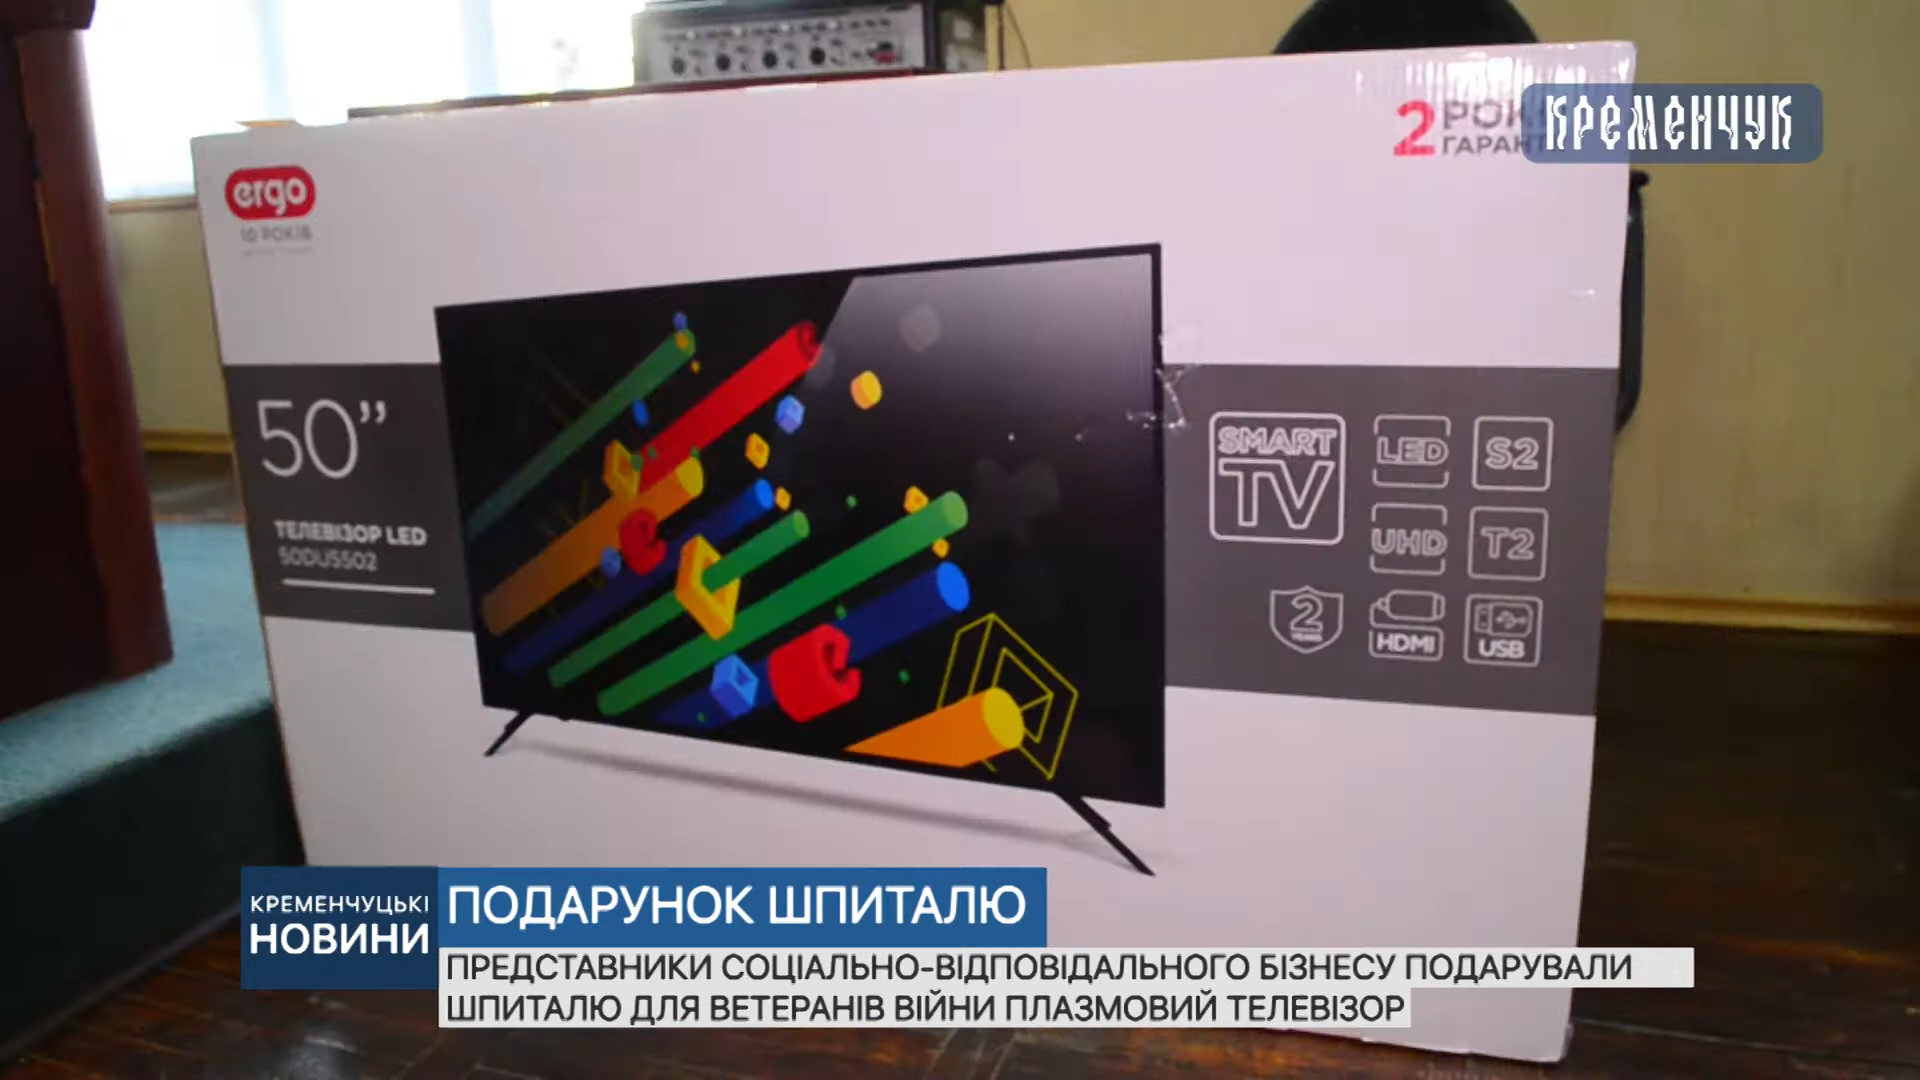 КРЕМЕНЧУК
2 РОКИ
ГАРАНТ
ergo
10 РОКІВ
50”
ТЕЛЕВІЗОР LED
50DU5502
SMART
TV
LED
S2
UHD
T2
2
YEARS
HDMI
USB
КРЕМЕНЧУЦЬКІ
НОВИНИ
ПОДАРУНОК ШПИТАЛЮ
ПРЕДСТАВНИКИ СОЦІАЛЬНО-ВІДПОВІДАЛЬНОГО БІЗНЕСУ ПОДАРУВАЛИ
ШПИТАЛЮ ДЛЯ ВЕТЕРАНІВ ВІЙНИ ПЛАЗМОВИЙ ТЕЛЕВІЗОР